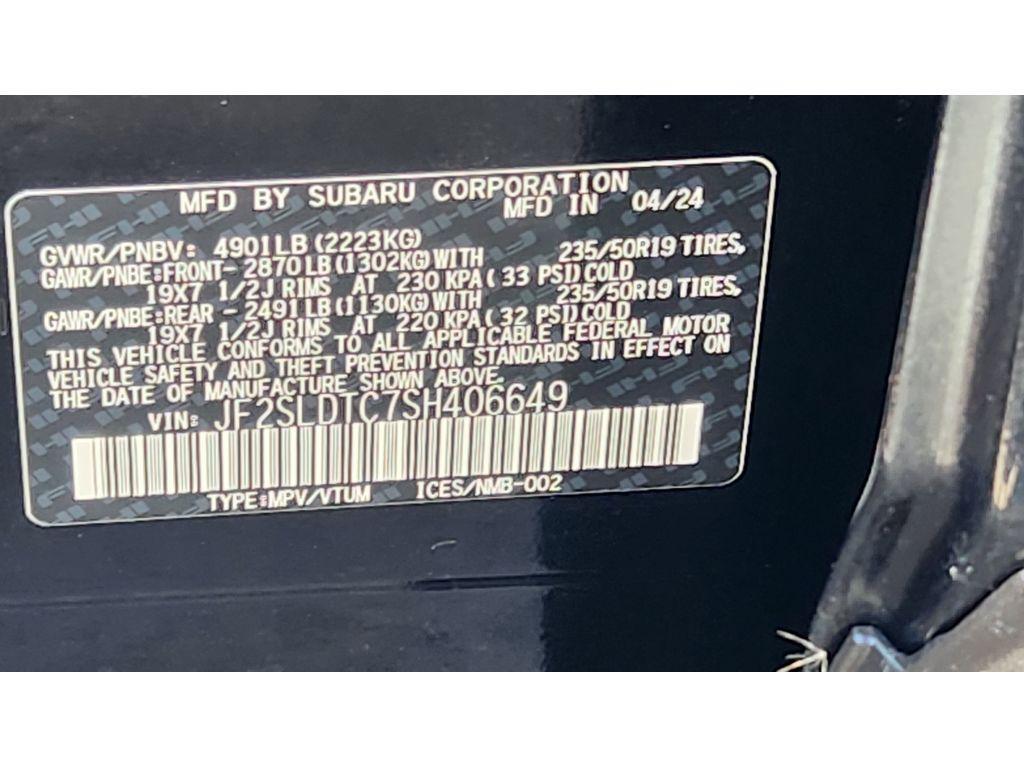 MFD BY SUBARU CORPORATION
MFD IN 04/24
GVWR/PNBV: 4901LB(2223KG)
GAWR/PNBE:FRONT-2870LB(1302KG)WITH 235/50R19 TIRES,
19X7 1/2J RIMS AT 230 KPA(33 PSI)COLD
GAWR/PNBE:REAR -2491LB(1130KG)WITH 235/50R19 TIRES,
19X7 1/2J RIMS AT 220 KPA(32 PSI)COLD
THIS VEHICLE CONFORMS TO ALL APPLICABLE FEDERAL MOTOR
VEHICLE SAFETY AND THEFT PREVENTION STANDARDS IN EFFECT ON
THE DATE OF MANUFACTURE SHOWN ABOVE.
VIN: JF2SLDTC7SH406649
TYPE:MPV/VTUM ICES/NMB-002